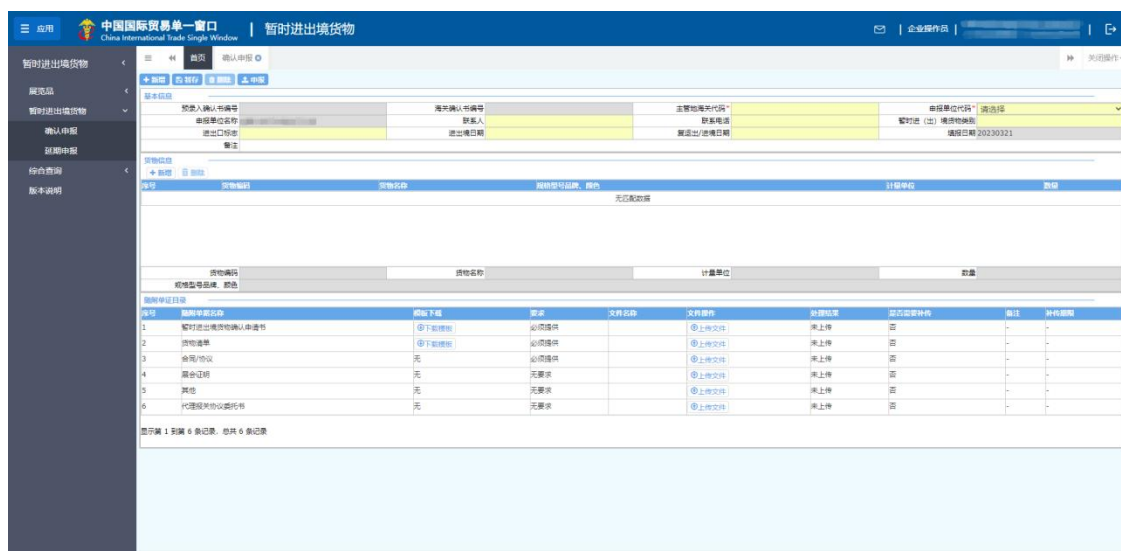 应用 中国国际贸易单一窗口 | 暂时进出境货物 | 企业操作员 |
China International Trade Single Window
暂时进出境货物
展览品
暂时进出境货物
确认申报
延期申报
综合查询
版本说明
首页 确认申报 关闭操作
新增 暂存 删除 申报
基本信息
预录入确认书编号 海关确认书编号 主管地海关代码* 申报单位代码* 请选择
申报单位名称 联系人 联系电话 暂时进（出）境货物类别
进出口标志 进出境日期 复运出/进境日期 填报日期 20230321
备注
货物信息
新增 删除
序号 货物编码 货物名称 规格型号品牌、颜色 计量单位 数量
无匹配数据
货物编码 货物名称 计量单位 数量
规格型号品牌、颜色
随附单证目录
序号 随附单据名称 模板下载 要求 文件名称 文件操作 处理结果 是否需要补传 备注 补传期限
1 暂时进出境货物确认申请书 下载模板 必须提供 上传文件 未上传 否 - -
2 货物清单 下载模板 必须提供 上传文件 未上传 否 - -
3 合同/协议 无 必须提供 上传文件 未上传 否 - -
4 展会证明 无 无要求 上传文件 未上传 否 - -
5 其他 无 无要求 上传文件 未上传 否 - -
6 代理报关协议委托书 无 无要求 上传文件 未上传 否 - -
显示第 1 到第 6 条记录，总共 6 条记录